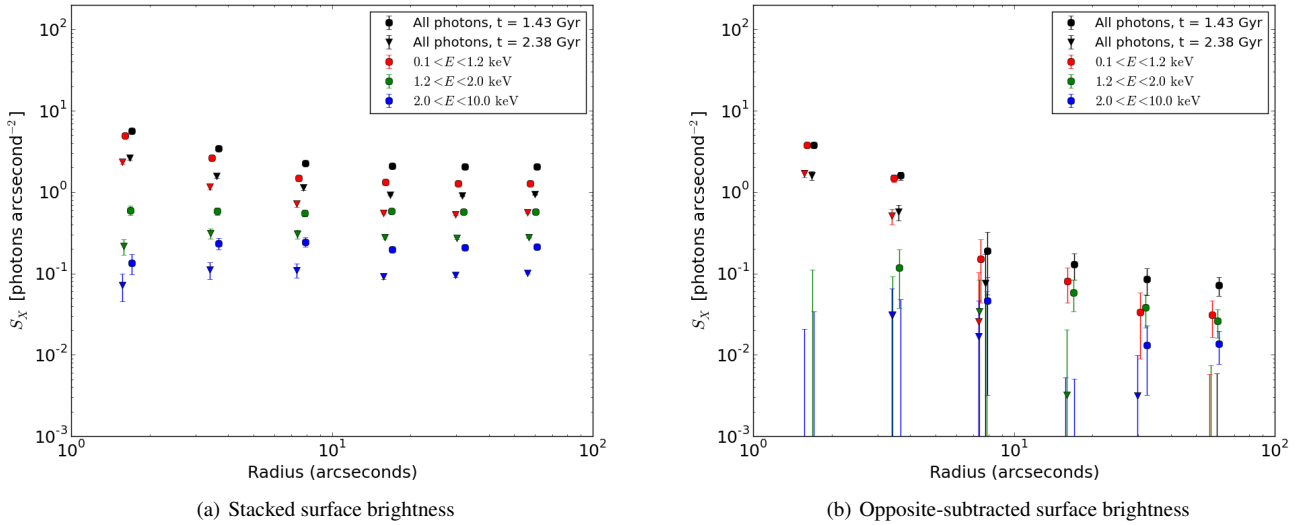 All photons, t = 1.43 Gyr
All photons, t = 2.38 Gyr
0.1 <E<1.2 keV
1.2 <E<2.0 keV
2.0 <E<10.0 keV
10²
10¹
10⁰
10⁻¹
10⁻²
10⁻³
S_X [photons arcsecond⁻²]
10⁰ 10¹ 10²
Radius (arcseconds)
(a) Stacked surface brightness
All photons, t = 1.43 Gyr
All photons, t = 2.38 Gyr
0.1 <E<1.2 keV
1.2 <E<2.0 keV
2.0 <E<10.0 keV
10²
10¹
10⁰
10⁻¹
10⁻²
10⁻³
S_X [photons arcsecond⁻²]
10⁰ 10¹ 10²
Radius (arcseconds)
(b) Opposite-subtracted surface brightness